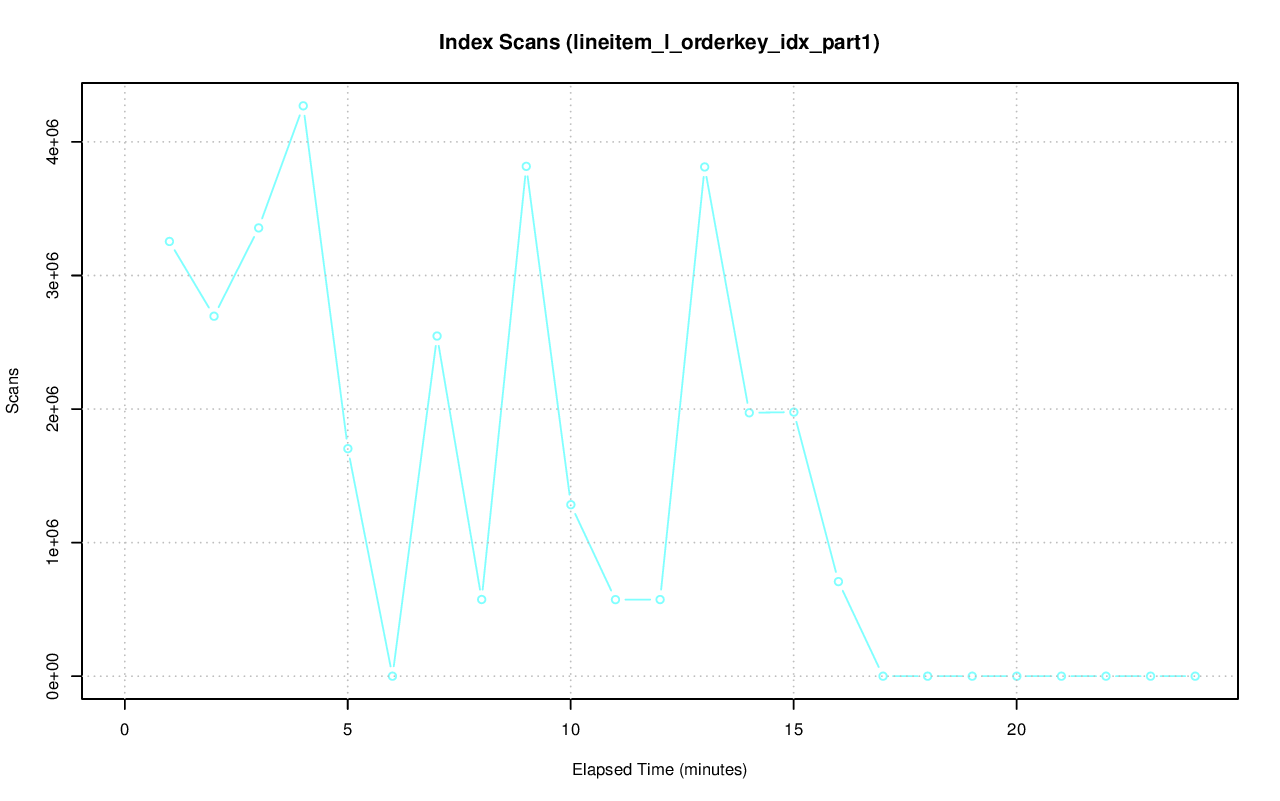 Index Scans (lineitem_l_orderkey_idx_part1)
4e+06
3e+06
2e+06
1e+06
0e+00
Scans
0 5 10 15 20
Elapsed Time (minutes)